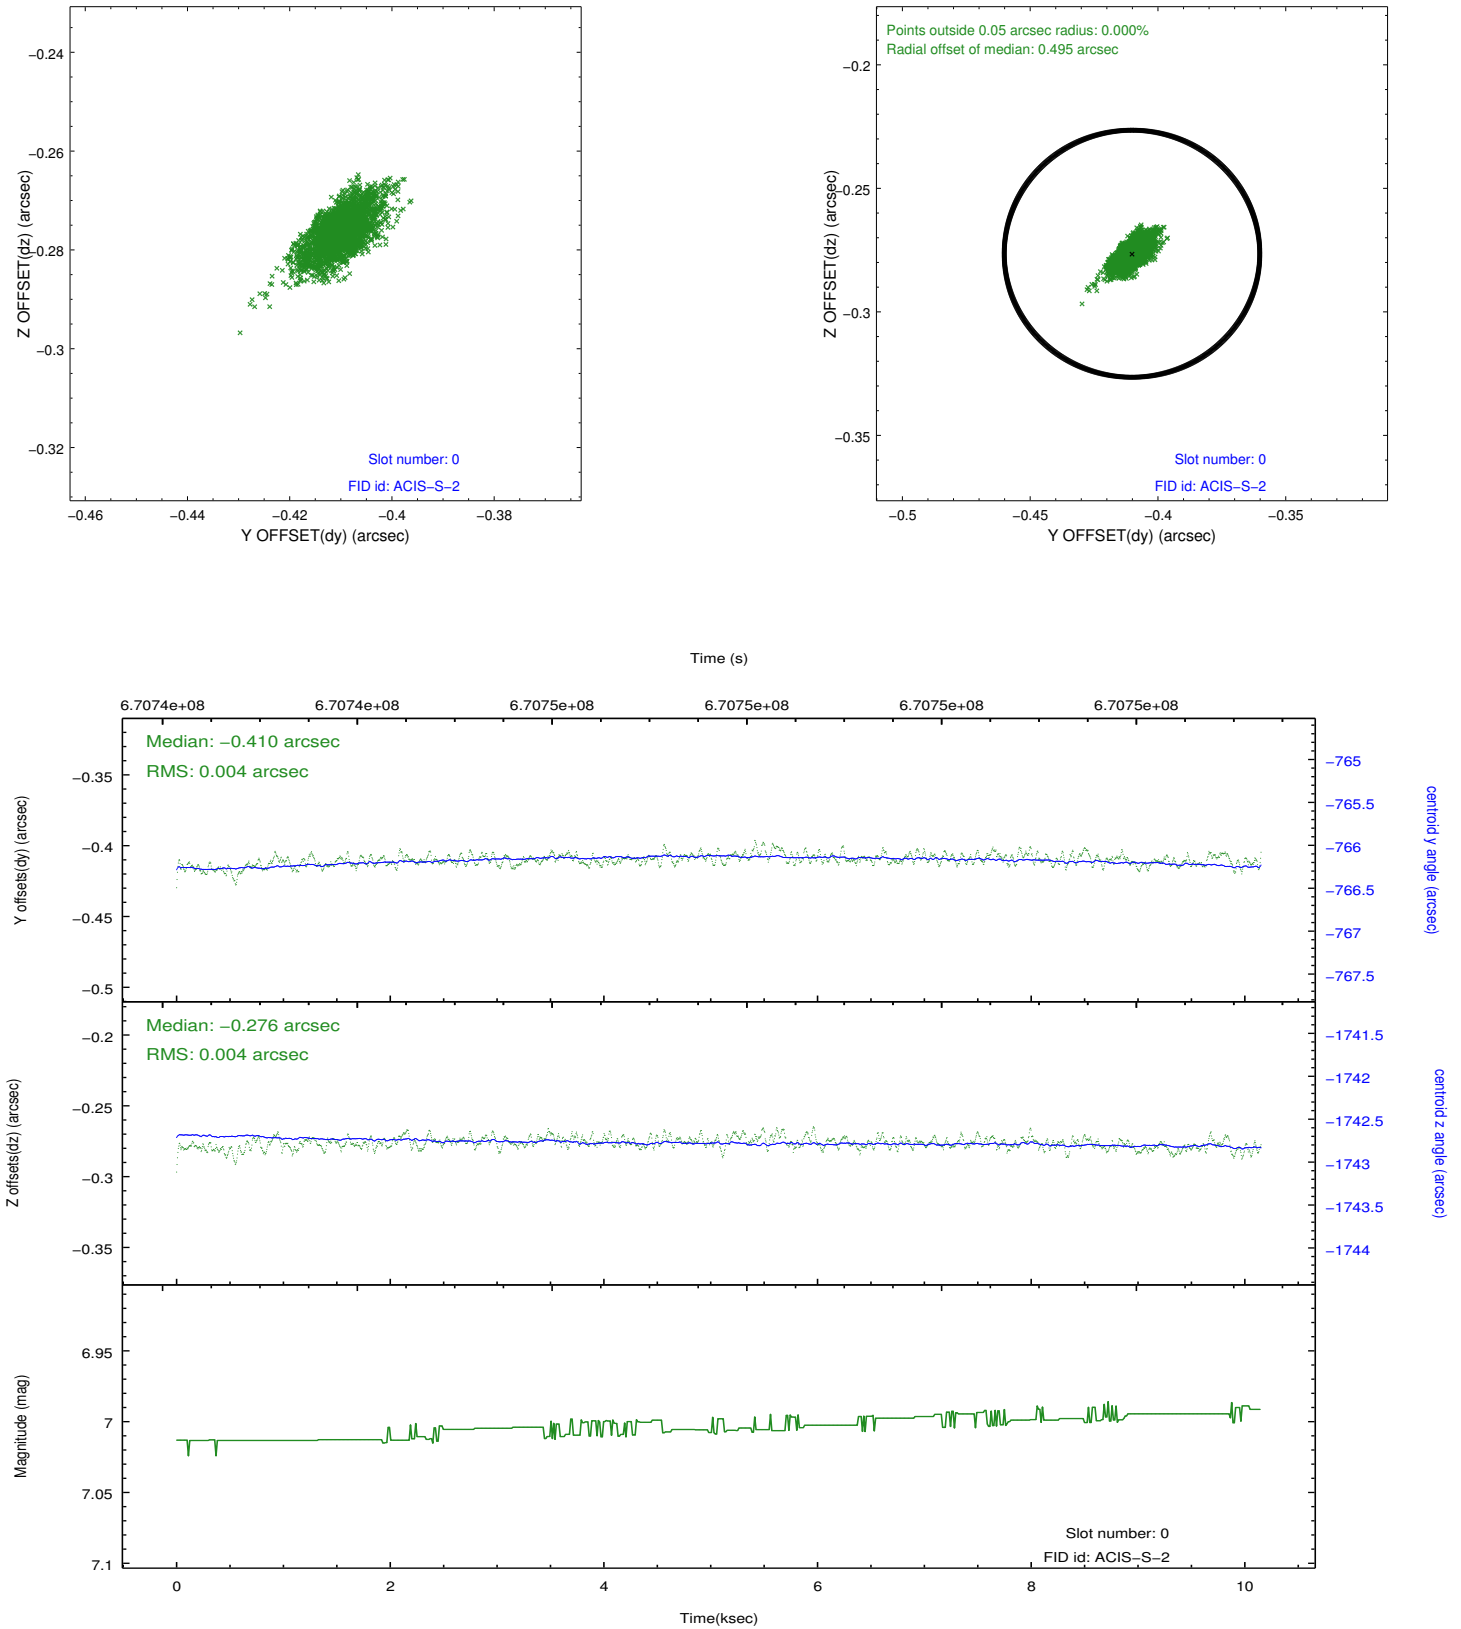 −0.24
−0.26
−0.28
−0.3
−0.32
Z OFFSET(dz) (arcsec)
Slot number: 0
FID id: ACIS−S−2
−0.46
−0.44
−0.42
−0.4
−0.38
Y OFFSET(dy) (arcsec)
Points outside 0.05 arcsec radius: 0.000%
Radial offset of median: 0.495 arcsec
−0.2
−0.25
−0.3
−0.35
Z OFFSET(dz) (arcsec)
Slot number: 0
FID id: ACIS−S−2
−0.5
−0.45
−0.4
−0.35
Y OFFSET(dy) (arcsec)
Time (s)
6.7074e+08
6.7074e+08
6.7075e+08
6.7075e+08
6.7075e+08
6.7075e+08
Median: −0.410 arcsec
RMS: 0.004 arcsec
−0.35
−0.4
−0.45
−0.5
Y offsets(dy) (arcsec)
−765
−765.5
−766
−766.5
−767
−767.5
centroid y angle (arcsec)
Median: −0.276 arcsec
RMS: 0.004 arcsec
−0.2
−0.25
−0.3
−0.35
Z offsets(dz) (arcsec)
−1741.5
−1742
−1742.5
−1743
−1743.5
−1744
centroid z angle (arcsec)
6.95
7
7.05
7.1
Magnitude (mag)
Slot number: 0
FID id: ACIS−S−2
0
2
4
6
8
10
Time(ksec)